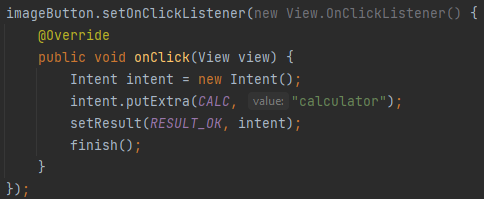 imageButton.setOnClickListener(new View.OnClickListener() {
@Override
public void onClick(View view) {
Intent intent = new Intent();
intent.putExtra(CALC, value: "calculator");
setResult(RESULT_OK, intent);
finish();
}
});